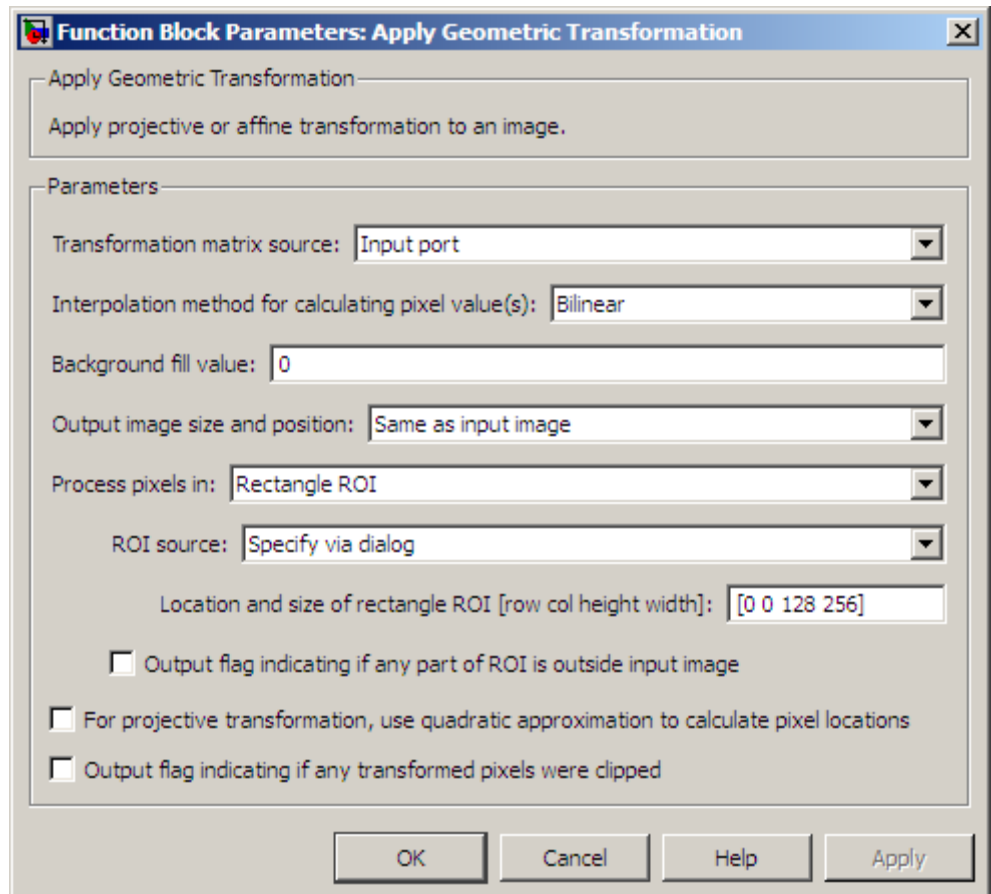 Function Block Parameters: Apply Geometric Transformation
Apply Geometric Transformation
Apply projective or affine transformation to an image.
Parameters
Transformation matrix source: Input port
Interpolation method for calculating pixel value(s): Bilinear
Background fill value: 0
Output image size and position: Same as input image
Process pixels in: Rectangle ROI
ROI source: Specify via dialog
Location and size of rectangle ROI [row col height width]: [0 0 128 256]
Output flag indicating if any part of ROI is outside input image
For projective transformation, use quadratic approximation to calculate pixel locations
Output flag indicating if any transformed pixels were clipped
OK Cancel Help Apply